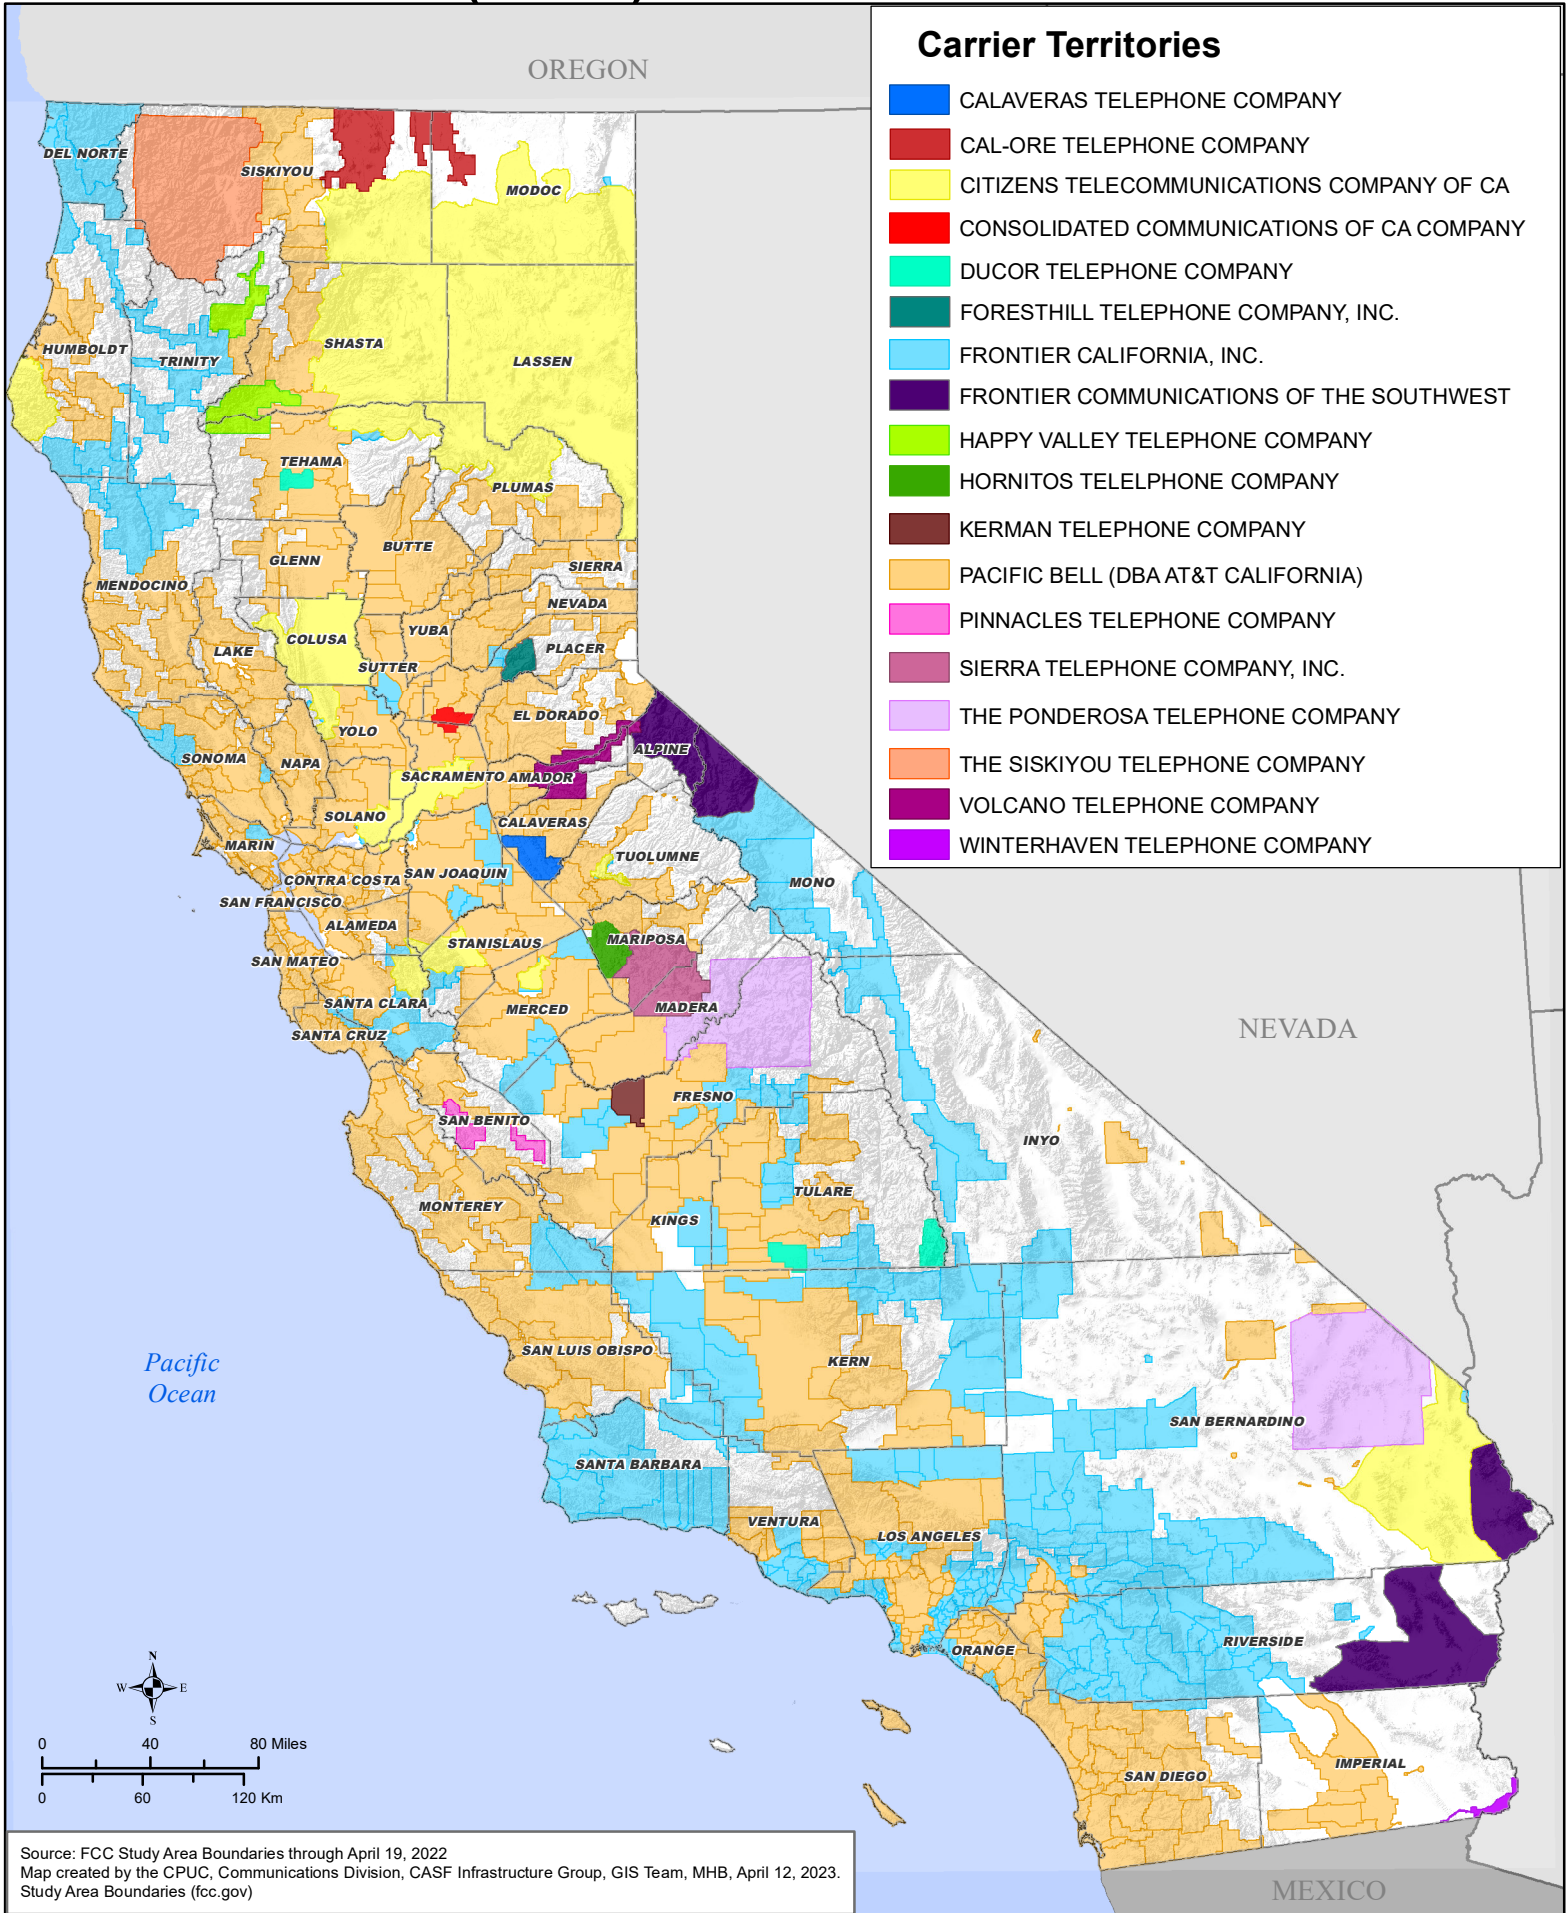 OREGON
Carrier Territories
CALAVERAS TELEPHONE COMPANY
CAL-ORE TELEPHONE COMPANY
CITIZENS TELECOMMUNICATIONS COMPANY OF CA
CONSOLIDATED COMMUNICATIONS OF CA COMPANY
DUCOR TELEPHONE COMPANY
FORESTHILL TELEPHONE COMPANY, INC.
FRONTIER CALIFORNIA, INC.
FRONTIER COMMUNICATIONS OF THE SOUTHWEST
HAPPY VALLEY TELEPHONE COMPANY
HORNITOS TELELPHONE COMPANY
KERMAN TELEPHONE COMPANY
PACIFIC BELL (DBA AT&T CALIFORNIA)
PINNACLES TELEPHONE COMPANY
SIERRA TELEPHONE COMPANY, INC.
THE PONDEROSA TELEPHONE COMPANY
THE SISKIYOU TELEPHONE COMPANY
VOLCANO TELEPHONE COMPANY
WINTERHAVEN TELEPHONE COMPANY
DEL NORTE
SISKIYOU
MODOC
HUMBOLDT
TRINITY
SHASTA
LASSEN
TEHAMA
PLUMAS
BUTTE
GLENN
SIERRA
MENDOCINO
NEVADA
COLUSA
YUBA
LAKE
PLACER
SUTTER
EL DORADO
YOLO
ALPINE
SONOMA
NAPA
SACRAMENTO
AMADOR
SOLANO
CALAVERAS
MARIN
TUOLUMNE
CONTRA COSTA
SAN JOAQUIN
MONO
SAN FRANCISCO
ALAMEDA
STANISLAUS
MARIPOSA
SAN MATEO
SANTA CLARA
MERCED
MADERA
SANTA CRUZ
NEVADA
FRESNO
SAN BENITO
INYO
TULARE
MONTEREY
KINGS
SAN LUIS OBISPO
KERN
Pacific
Ocean
SAN BERNARDINO
SANTA BARBARA
VENTURA
LOS ANGELES
ORANGE
RIVERSIDE
IMPERIAL
SAN DIEGO
N
W E
S
0 40 80 Miles
0 60 120 Km
Source: FCC Study Area Boundaries through April 19, 2022
Map created by the CPUC, Communications Division, CASF Infrastructure Group, GIS Team, MHB, April 12, 2023.
Study Area Boundaries (fcc.gov)
MEXICO